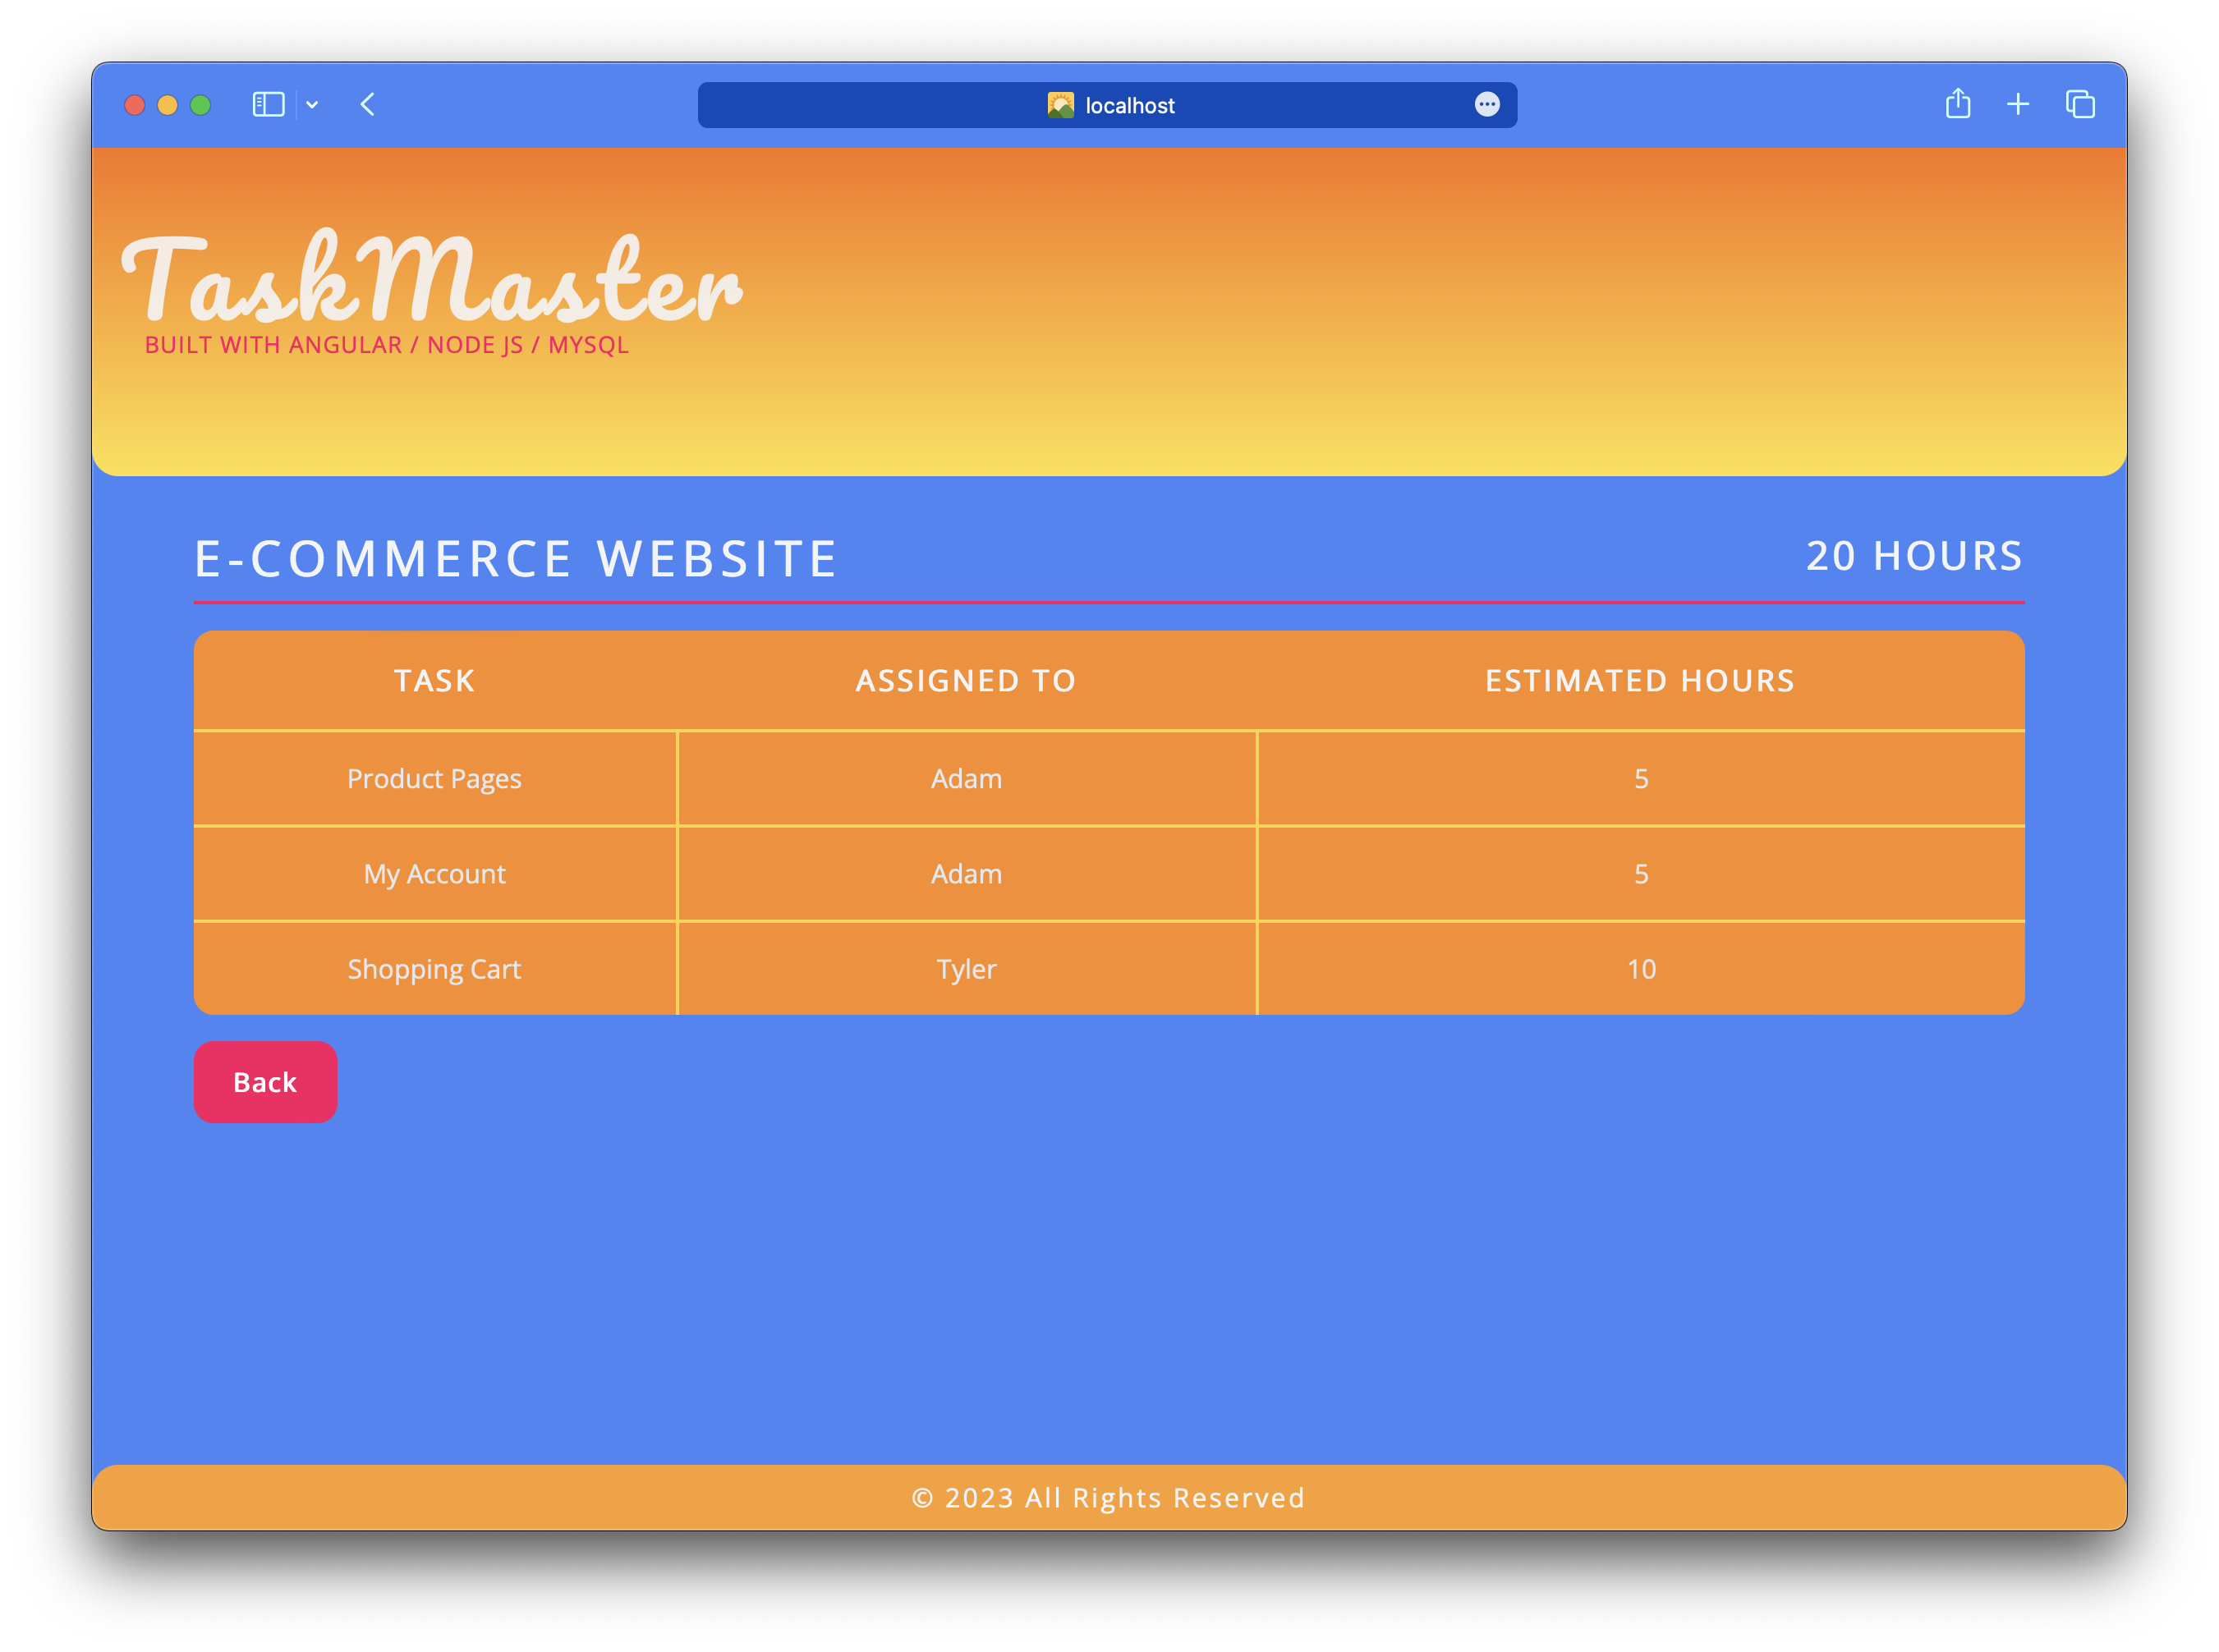 localhost
TaskMaster
BUILT WITH ANGULAR / NODE JS / MYSQL
E-COMMERCE WEBSITE 20 HOURS
TASK ASSIGNED TO ESTIMATED HOURS
Product Pages Adam 5
My Account Adam 5
Shopping Cart Tyler 10
Back
© 2023 All Rights Reserved